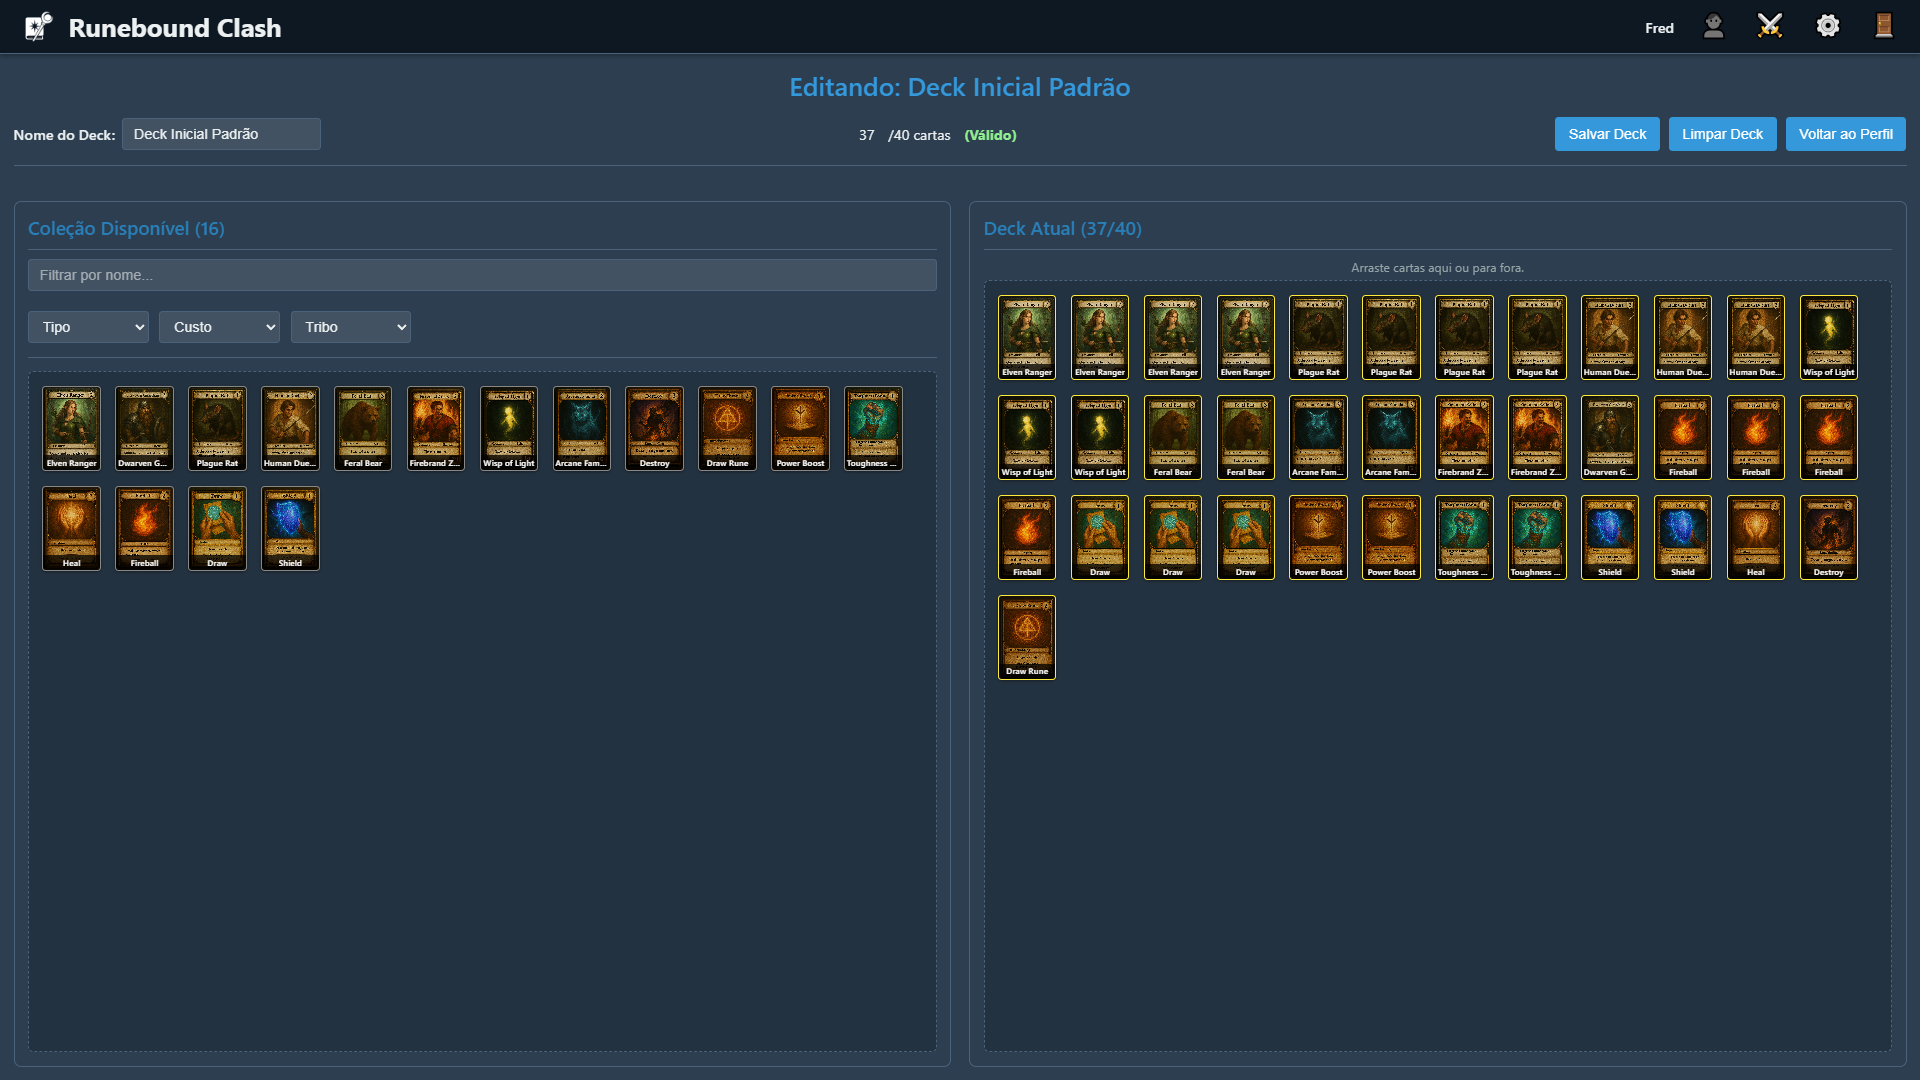 Runebound Clash
Fred
Editando: Deck Inicial Padrão
Nome do Deck: Deck Inicial Padrão
37 /40 cartas (Válido)
Salvar Deck
Limpar Deck
Voltar ao Perfil
Coleção Disponível (16)
Filtrar por nome...
Tipo
Custo
Tribo
Elven Ranger
Dwarven G...
Plague Rat
Human Due...
Feral Bear
Firebrand Z...
Wisp of Light
Arcane Fam...
Destroy
Draw Rune
Power Boost
Toughness ...
Heal
Fireball
Draw
Shield
Deck Atual (37/40)
Arraste cartas aqui ou para fora.
Elven Ranger
Elven Ranger
Elven Ranger
Elven Ranger
Plague Rat
Plague Rat
Plague Rat
Plague Rat
Human Due...
Human Due...
Human Due...
Wisp of Light
Wisp of Light
Wisp of Light
Feral Bear
Feral Bear
Arcane Fam...
Arcane Fam...
Firebrand Z...
Firebrand Z...
Dwarven G...
Fireball
Fireball
Fireball
Fireball
Draw
Draw
Draw
Power Boost
Power Boost
Toughness ...
Toughness ...
Shield
Shield
Heal
Destroy
Draw Rune